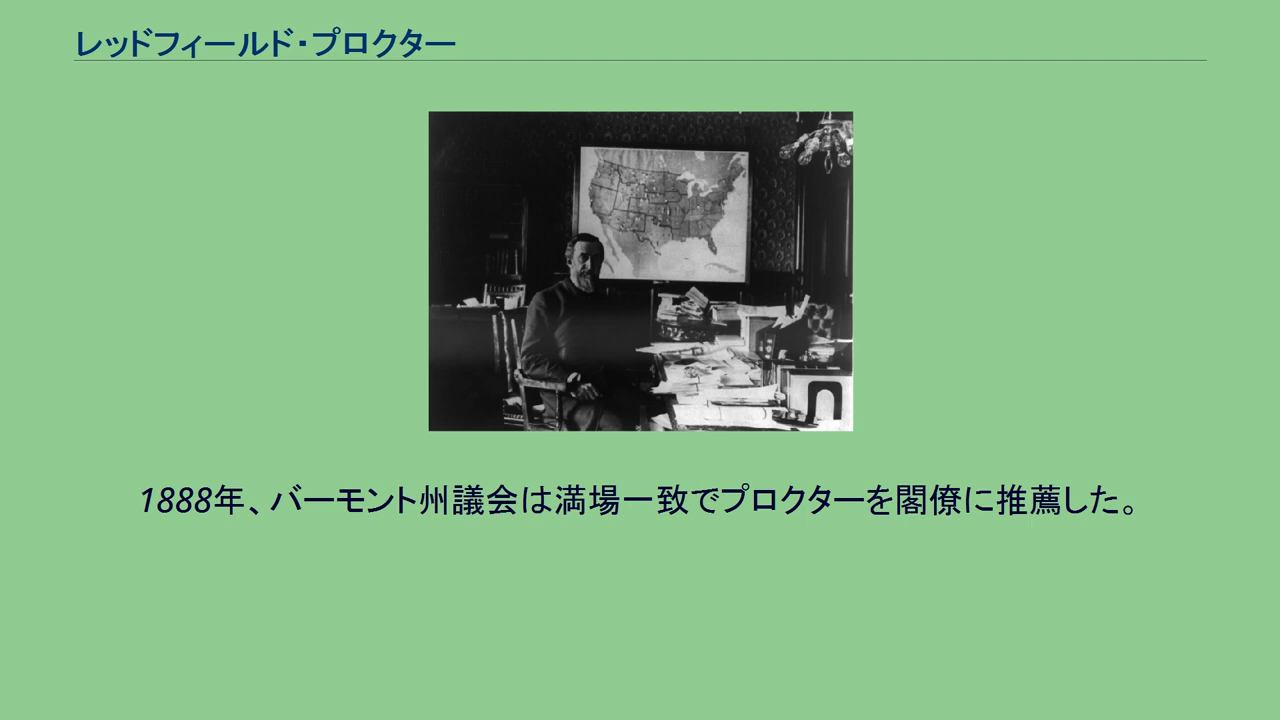 レッドフィールド・プロクター
1888年、バーモント州議会は満場一致でプロクターを閣僚に推薦した。